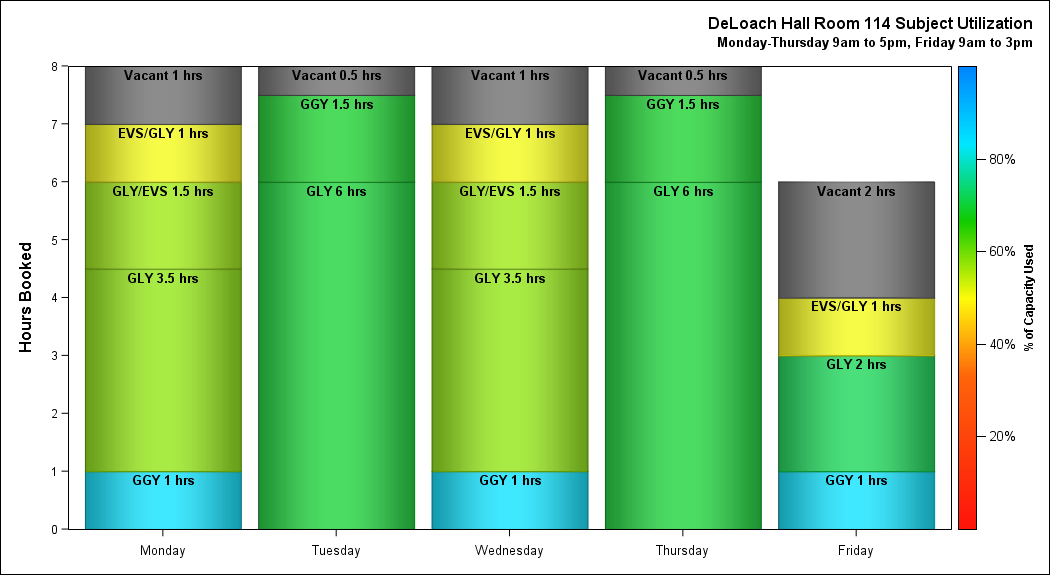 DeLoach Hall Room 114 Subject Utilization
Monday-Thursday 9am to 5pm, Friday 9am to 3pm
Hours Booked
8
7
6
5
4
3
2
1
0
Vacant 1 hrs
EVS/GLY 1 hrs
GLY/EVS 1.5 hrs
GLY 3.5 hrs
GGY 1 hrs
Vacant 0.5 hrs
GGY 1.5 hrs
GLY 6 hrs
Vacant 1 hrs
EVS/GLY 1 hrs
GLY/EVS 1.5 hrs
GLY 3.5 hrs
GGY 1 hrs
Vacant 0.5 hrs
GGY 1.5 hrs
GLY 6 hrs
Vacant 2 hrs
EVS/GLY 1 hrs
GLY 2 hrs
GGY 1 hrs
Monday
Tuesday
Wednesday
Thursday
Friday
80%
60%
40%
20%
% of Capacity Used